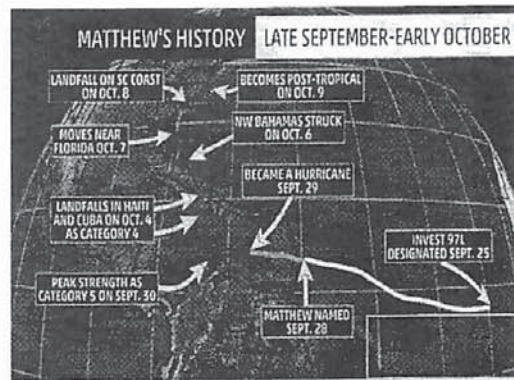 MATTHEW'S HISTORY
LATE SEPTEMBER-EARLY OCTOBER
LANDFALL ON SC COAST
ON OCT. 8
BECOMES POST-TROPICAL
ON OCT. 9
MOVES NEAR
FLORIDA OCT. 7
NW BAHAMAS STRUCK
ON OCT. 6
BECAME A HURRICANE
SEPT. 29
LANDFALLS IN HAITI
AND CUBA ON OCT. 4
AS CATEGORY 4
INVEST 97L
DESIGNATED SEPT. 25
PEAK STRENGTH AS
CATEGORY 5 ON SEPT. 30
MATTHEW NAMED
SEPT. 28